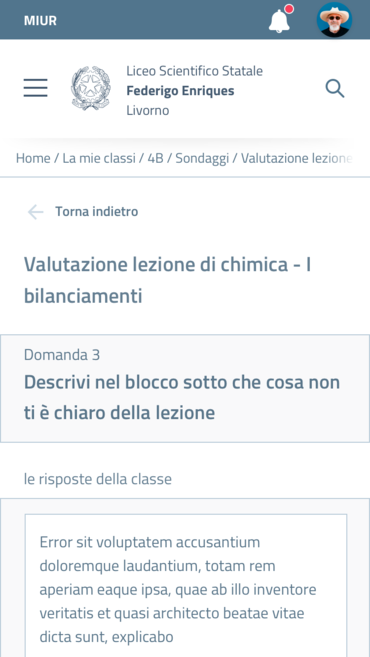 MIUR
Liceo Scientifico Statale
Federigo Enriques
Livorno
Home / La mie classi / 4B / Sondaggi / Valutazione lezione
Torna indietro
Valutazione lezione di chimica - I
bilanciamenti
Domanda 3
Descrivi nel blocco sotto che cosa non
ti è chiaro della lezione
le risposte della classe
Error sit voluptatem accusantium
doloremque laudantium, totam rem
aperiam eaque ipsa, quae ab illo inventore
veritatis et quasi architecto beatae vitae
dicta sunt, explicabo